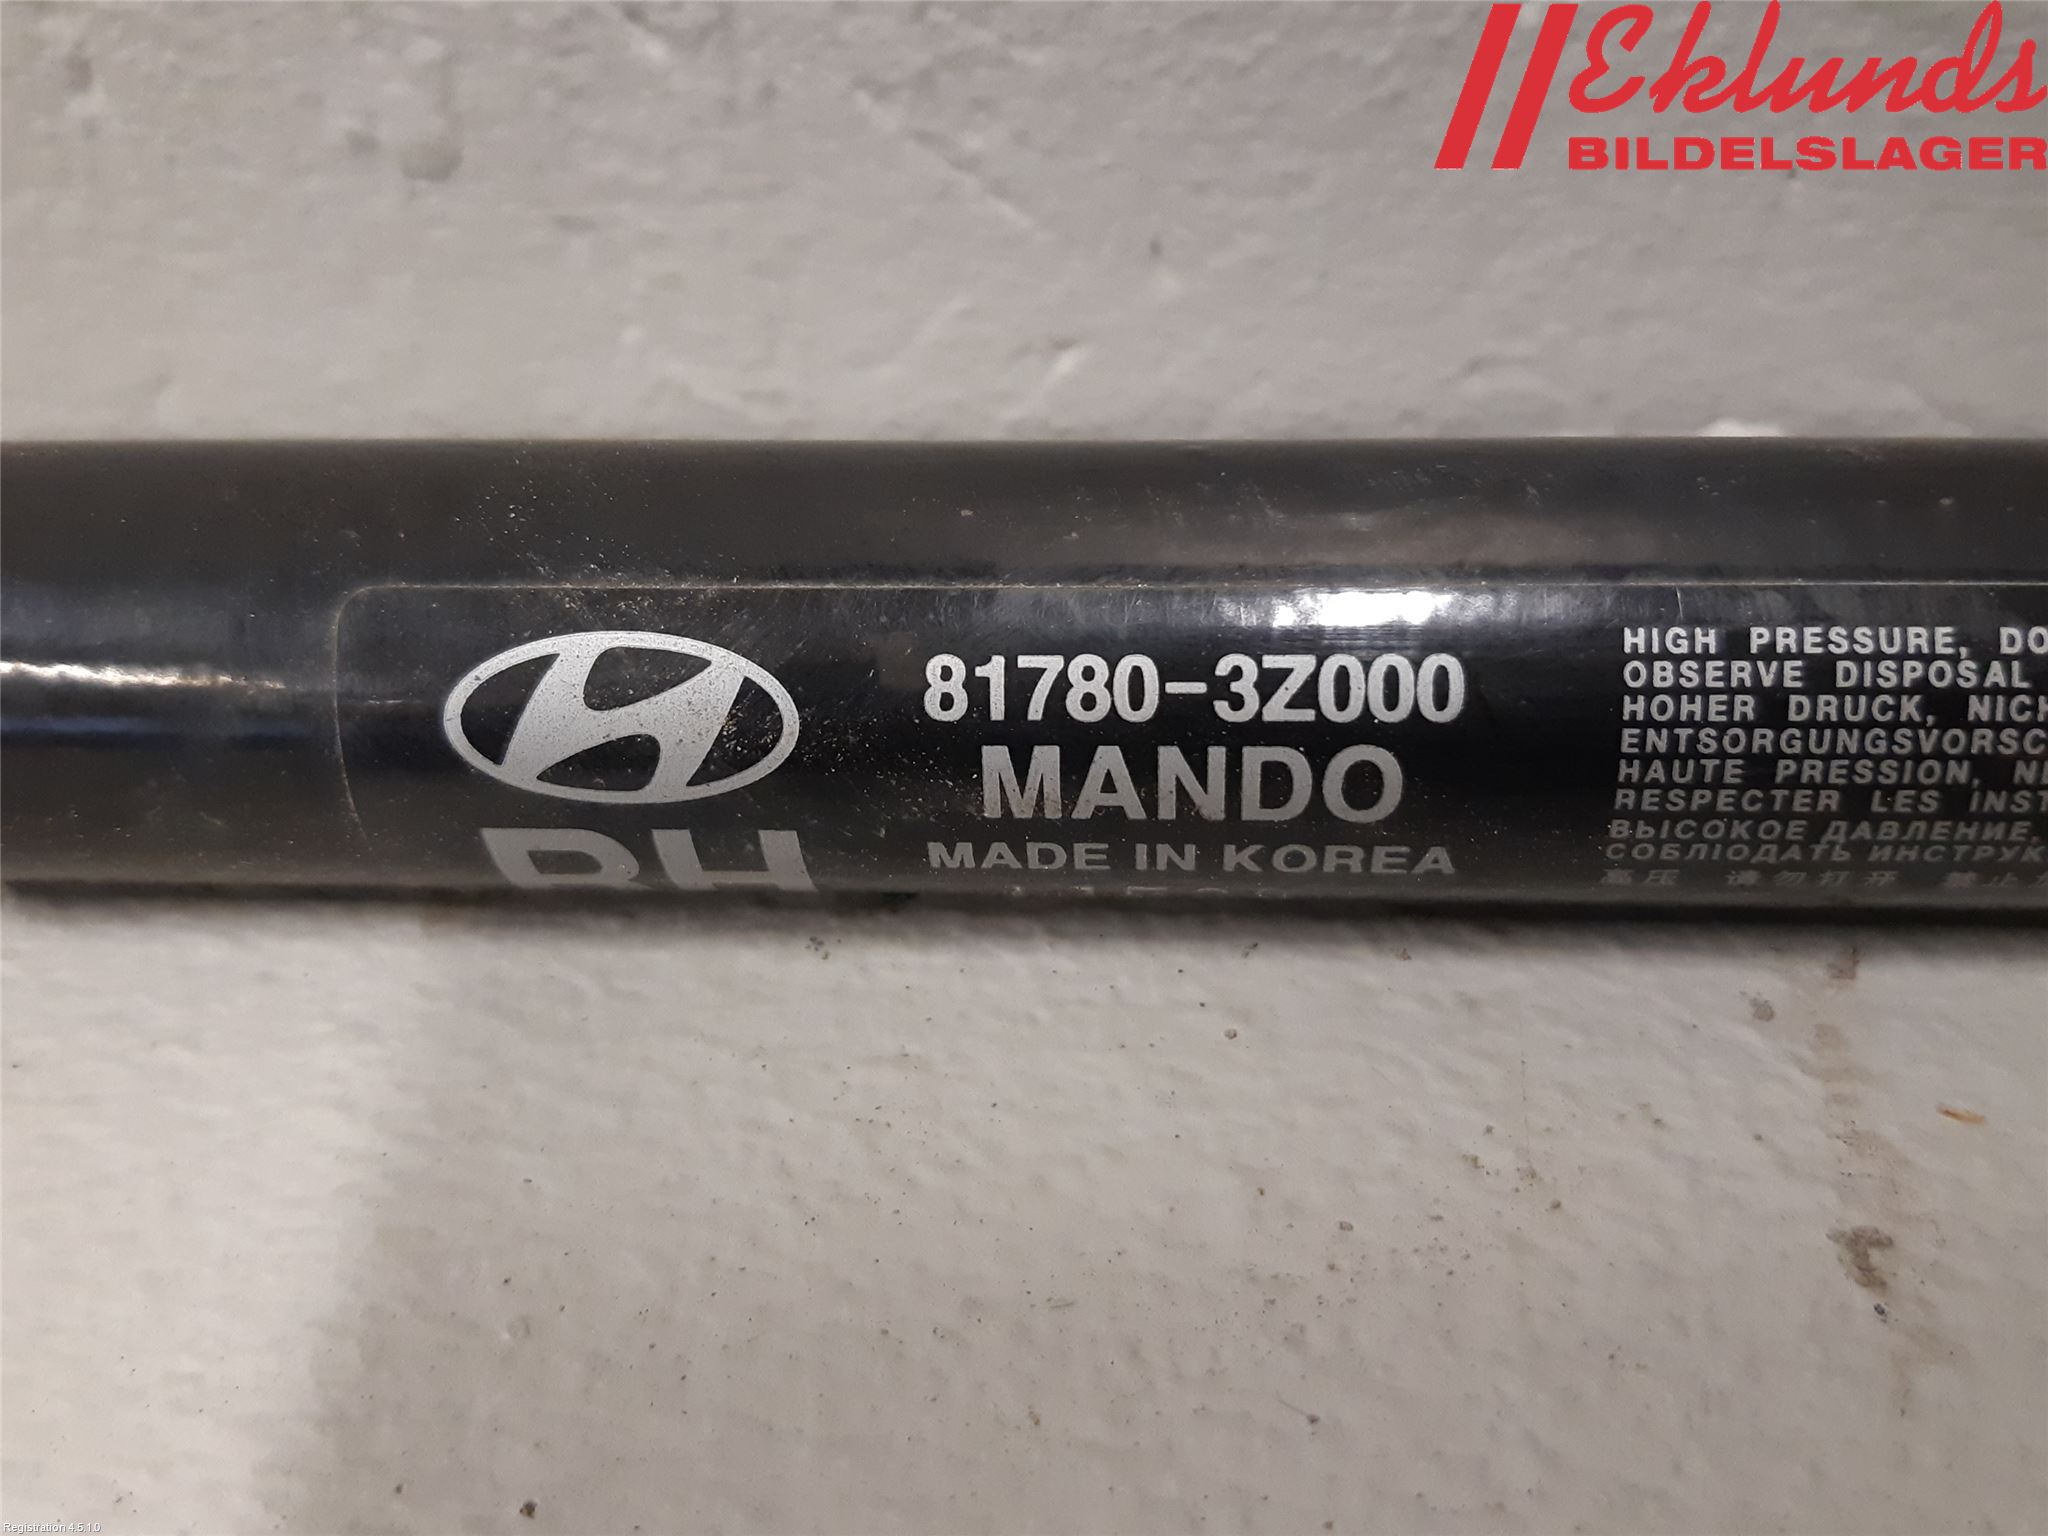 Eklunds
BILDELSLAGER
81780-3Z000
MANDO
MADE IN KOREA
RH
HIGH PRESSURE, DO
OBSERVE DISPOSAL
HOHER DRUCK, NICH
ENTSORGUNGSVORSC
HAUTE PRESSION, NE
RESPECTER LES INST
ВЫСОКОЕ ДАВЛЕНИЕ,
СОБЛЮДАТЬ ИНСТРУК
高压 请勿打开 禁止
Registration 4.5.1.0